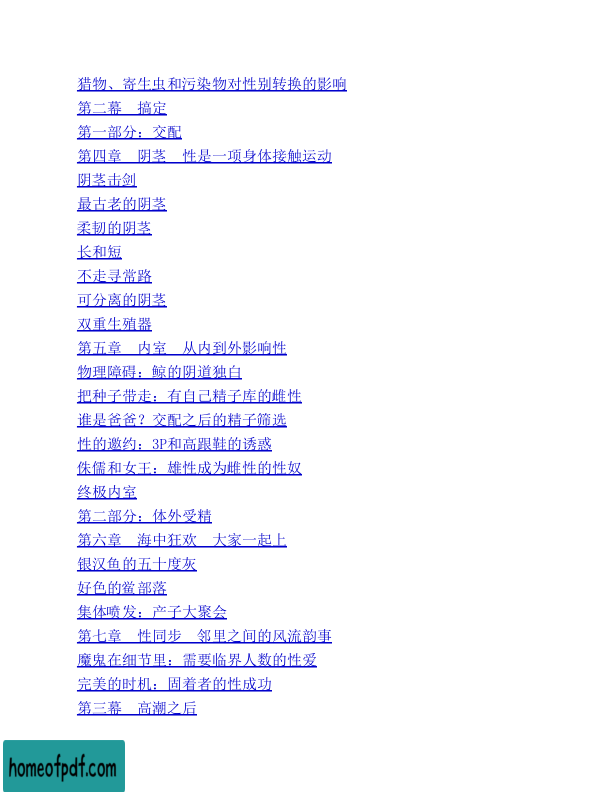 猎物、寄生虫和污染物对性别转换的影响
第二幕　搞定
第一部分：交配
第四章　阴茎　性是一项身体接触运动
阴茎击剑
最古老的阴茎
柔韧的阴茎
长和短
不走寻常路
可分离的阴茎
双重生殖器
第五章　内室　从内到外影响性
物理障碍：鲸的阴道独白
把种子带走：有自己精子库的雌性
谁是爸爸？交配之后的精子筛选
性的邀约：3P和高跟鞋的诱惑
侏儒和女王：雄性成为雌性的性奴
终极内室
第二部分：体外受精
第六章　海中狂欢　大家一起上
银汉鱼的五十度灰
好色的鲎部落
集体喷发：产子大聚会
第七章　性同步　邻里之间的风流韵事
魔鬼在细节里：需要临界人数的性爱
完美的时机：固着者的性成功
第三幕　高潮之后
homeofpdf.com